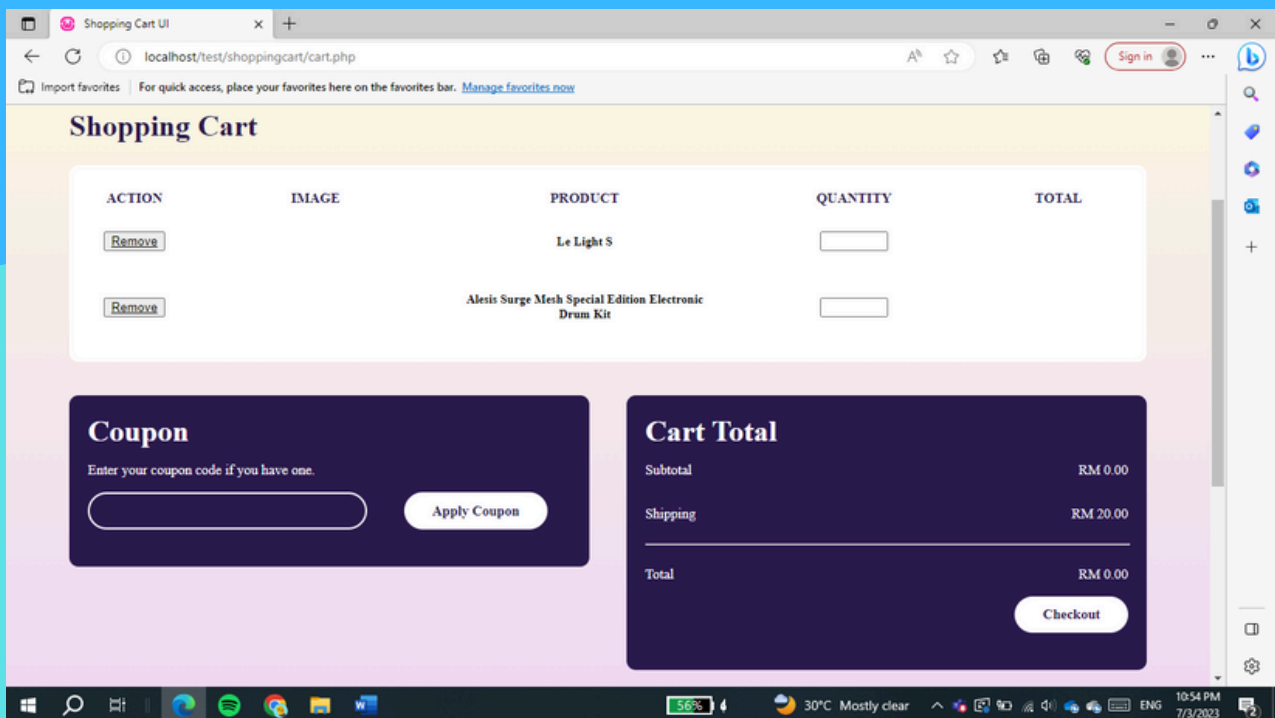 Shopping Cart UI
localhost/test/shoppingcart/cart.php
Sign in
Import favorites For quick access, place your favorites here on the favorites bar. Manage favorites now
Shopping Cart
ACTION IMAGE PRODUCT QUANTITY TOTAL
Remove Le Light S
Remove Alesis Surge Mesh Special Edition Electronic
Drum Kit
Coupon
Enter your coupon code if you have one.
Apply Coupon
Cart Total
Subtotal RM 0.00
Shipping RM 20.00
Total RM 0.00
Checkout
56% 30°C Mostly clear ENG 10:54 PM
7/3/2023